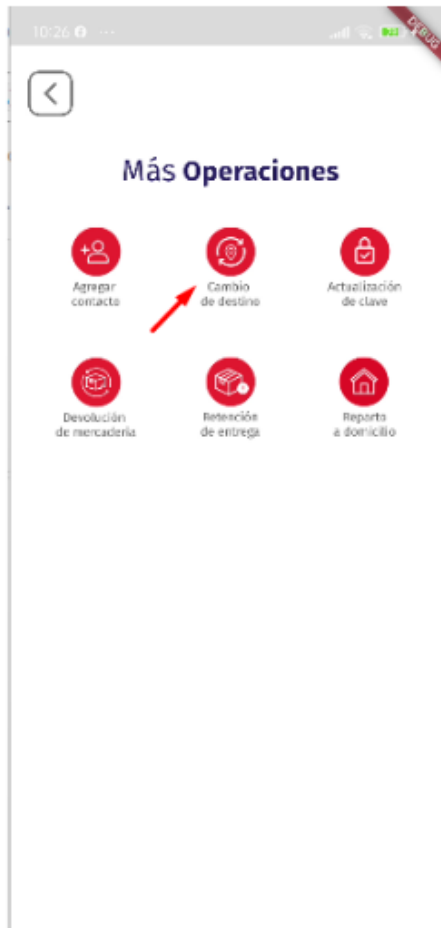 10:26
DEBUG
Más Operaciones
Agregar
contacto
Cambio
de destino
Actualización
de clave
Devolución
de mercadería
Retención
de entrega
Reparto
a domicilio